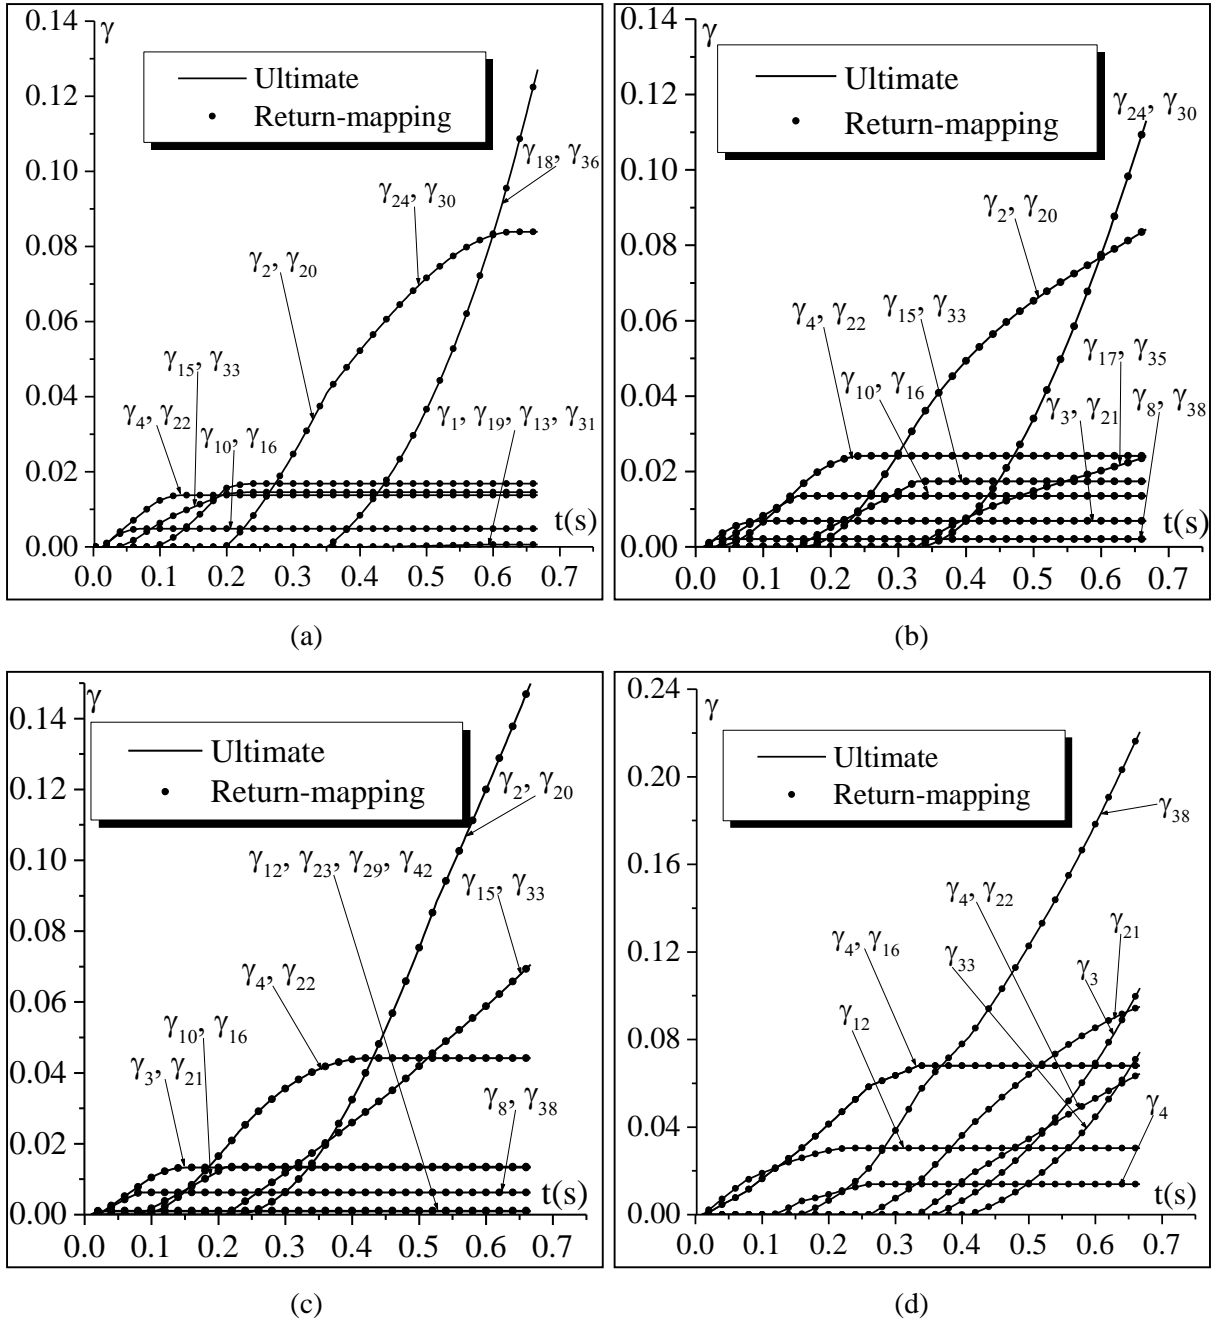 0.14
γ
Ultimate
Return-mapping
0.12
γ18, γ36
0.10
γ24, γ30
0.08
γ2, γ20
0.06
γ15, γ33
0.04
γ4, γ22
γ10, γ16
γ1, γ19, γ13, γ31
0.02
t(s)
0.00
0.0 0.1 0.2 0.3 0.4 0.5 0.6 0.7
(a)
0.14
γ
Ultimate
Return-mapping
0.12
γ24, γ30
0.10
γ2, γ20
0.08
0.06
γ4, γ22
γ15, γ33
γ17, γ35
0.04
γ10, γ16
γ3, γ21
γ8, γ38
0.02
t(s)
0.00
0.0 0.1 0.2 0.3 0.4 0.5 0.6 0.7
(b)
γ
0.14
Ultimate
Return-mapping
0.12
γ2, γ20
0.10
γ12, γ23, γ29, γ42
γ15, γ33
0.08
0.06
γ4, γ22
γ10, γ16
0.04
γ3, γ21
γ8, γ38
0.02
t(s)
0.00
0.0 0.1 0.2 0.3 0.4 0.5 0.6 0.7
(c)
0.24
γ
Ultimate
Return-mapping
0.20
γ38
0.16
γ4, γ22
0.12
γ21
γ4, γ16
γ33
γ3
γ12
0.08
γ4
0.04
t(s)
0.00
0.0 0.1 0.2 0.3 0.4 0.5 0.6 0.7
(d)